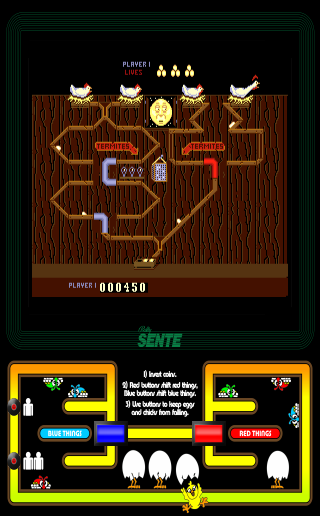 PLAYER 1
LIVES
TERMITES
TERMITES
PLAYER 1 000450
Bally
SENTE
1) Insert coins.
2) Red buttons shift red things,
Blue buttons shift blue things.
3) Use buttons to keep eggs
and chicks from falling.
BLUE THINGS
RED THINGS